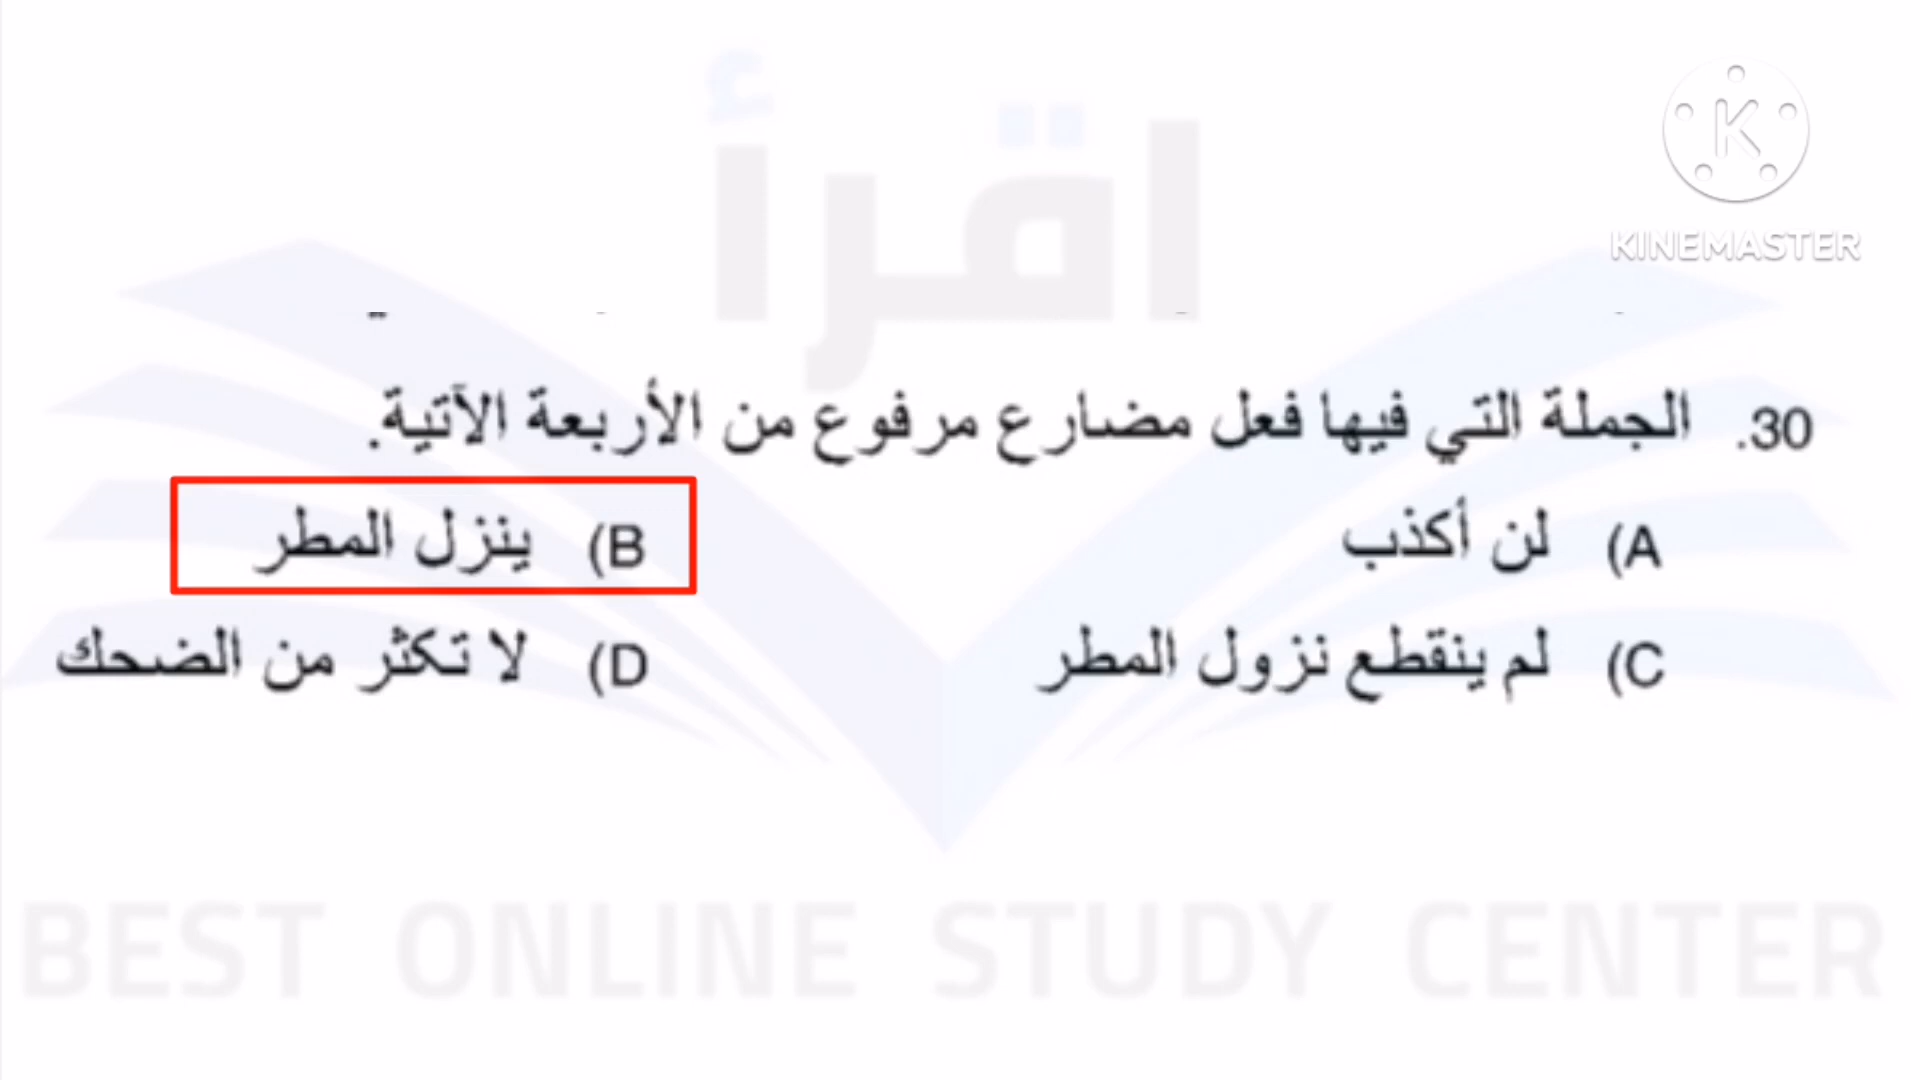 اقرأ
K
KINEMASTER
30. الجملة التي فيها فعل مضارع مرفوع من الأربعة الآتية.
A) لن أكذب
B) ينزل المطر
C) لم ينقطع نزول المطر
D) لا تكثر من الضحك
BEST ONLINE STUDY CENTER